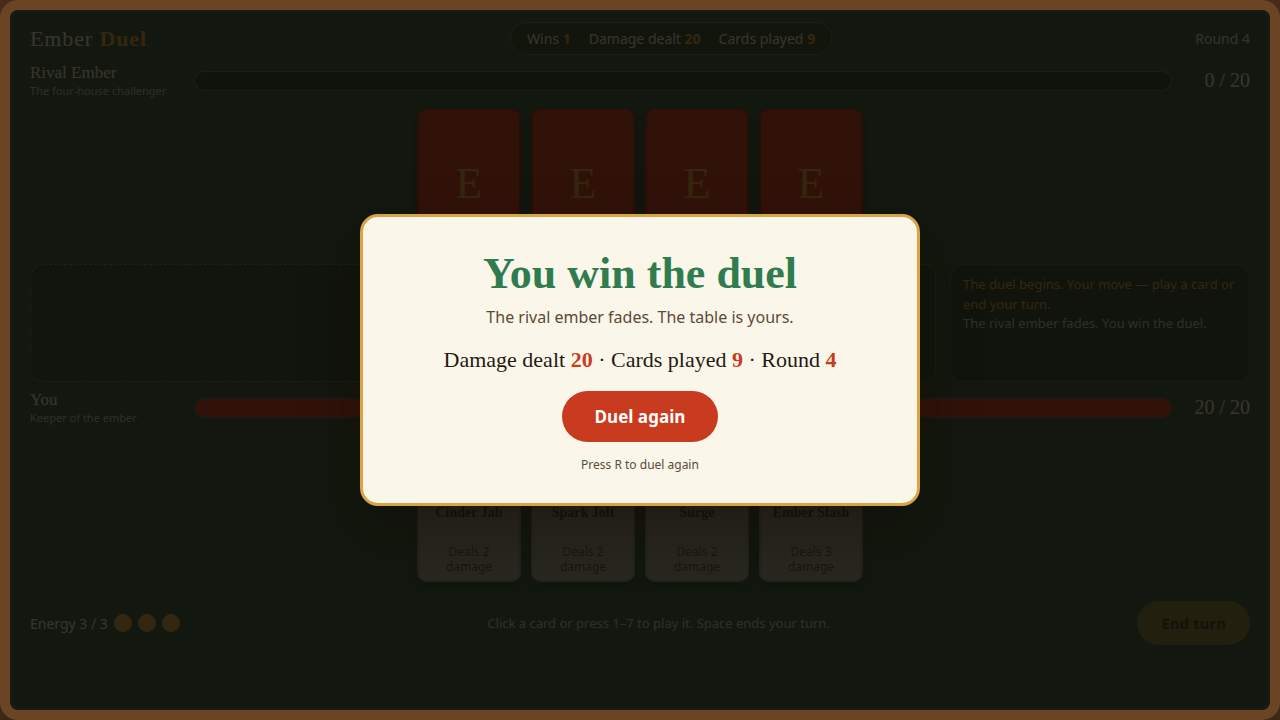 Ember Duel
Wins 1 Damage dealt 20 Cards played 9
Round 4
Rival Ember
The four-house challenger
0 / 20
E E E E
The duel begins. Your move — play a card or
end your turn.
The rival ember fades. You win the duel.
You win the duel
The rival ember fades. The table is yours.
Damage dealt 20 · Cards played 9 · Round 4
Duel again
Press R to duel again
You
Keeper of the ember
20 / 20
Cinder Jab
Deals 2
damage
Spark Jolt
Deals 2
damage
Surge
Deals 2
damage
Ember Slash
Deals 3
damage
Energy 3 / 3
Click a card or press 1–7 to play it. Space ends your turn.
End turn